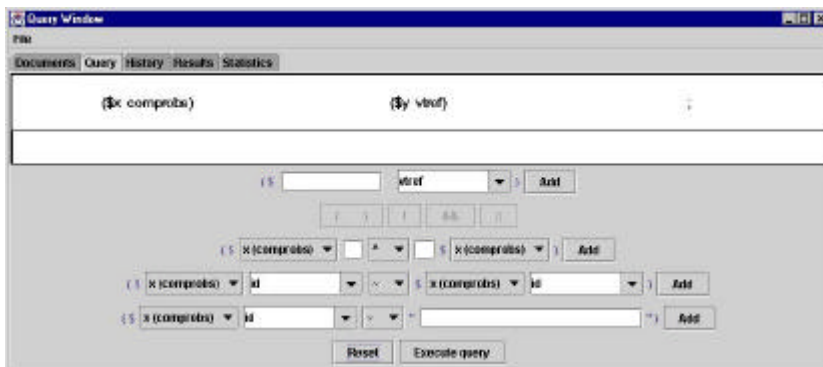 Query Window
File
Documents Query History Results Statistics
($x comprobs) ($y vtref) ;
( $ vtref ) Add
( ) ! &&
( $ x (comprobs) ^ $ x (comprobs) ) Add
( $ x (comprobs) id ~ $ x (comprobs) id ) Add
( $ x (comprobs) id ~ " " ) Add
Reset Execute query